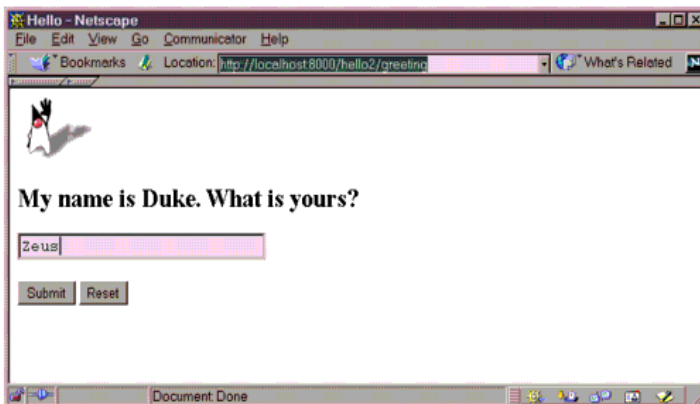 Hello - Netscape
File Edit View Go Communicator Help
Bookmarks Location: http://localhost:8000/hello2/greeting What's Related N
My name is Duke. What is yours?
Zeus
Submit Reset
Document: Done